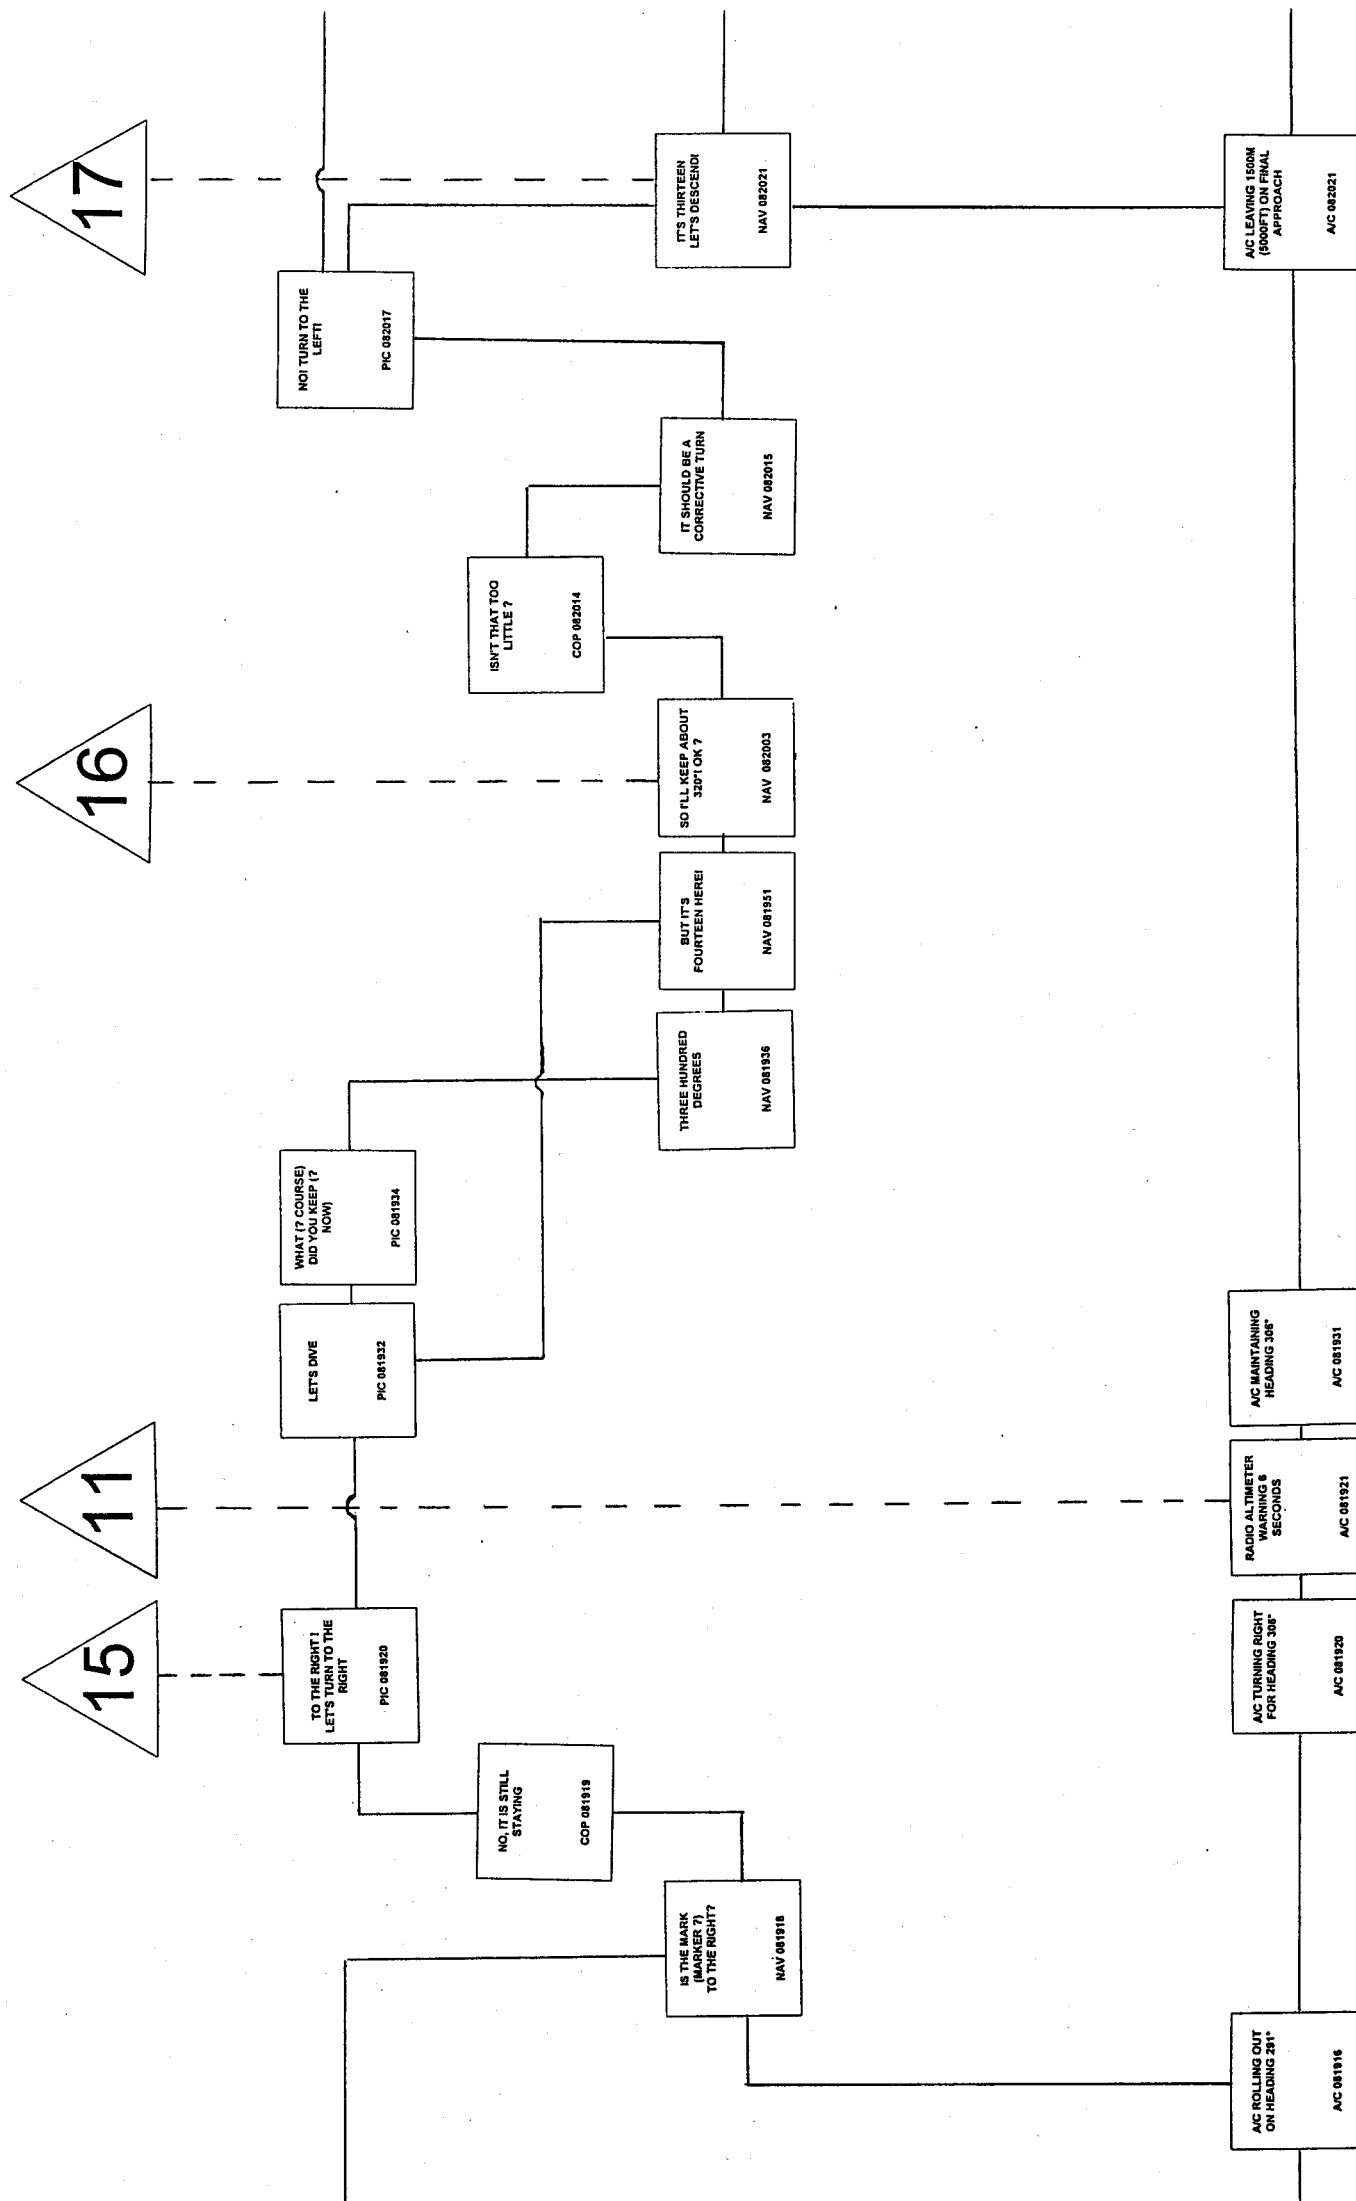 15
11
16
17
TO THE RIGHT !
LET'S TURN TO THE
RIGHT
PIC 081920
LET'S DIVE
PIC 081932
WHAT (? COURSE)
DID YOU KEEP (?
NOW)
PIC 081934
NO! TURN TO THE
LEFT!
PIC 082017
NO, IT IS STILL
STAYING
COP 081919
ISN'T THAT TOO
LITTLE ?
COP 082014
IS THE MARK
(MARKER ?)
TO THE RIGHT?
NAV 081918
THREE HUNDRED
DEGREES
NAV 081936
BUT IT'S
FOURTEEN HERE!
NAV 081951
SO I'LL KEEP ABOUT
320°! OK ?
NAV 082003
IT SHOULD BE A
CORRECTIVE TURN
NAV 082015
IT'S THIRTEEN
LET'S DESCEND!
NAV 082021
A/C ROLLING OUT
ON HEADING 291°
A/C 081916
A/C TURNING RIGHT
FOR HEADING 306°
A/C 081920
RADIO ALTIMETER
WARNING 6
SECONDS
A/C 081921
A/C MAINTAINING
HEADING 306°
A/C 081931
A/C LEAVING 1500M
(5000FT) ON FINAL
APPROACH
A/C 082021